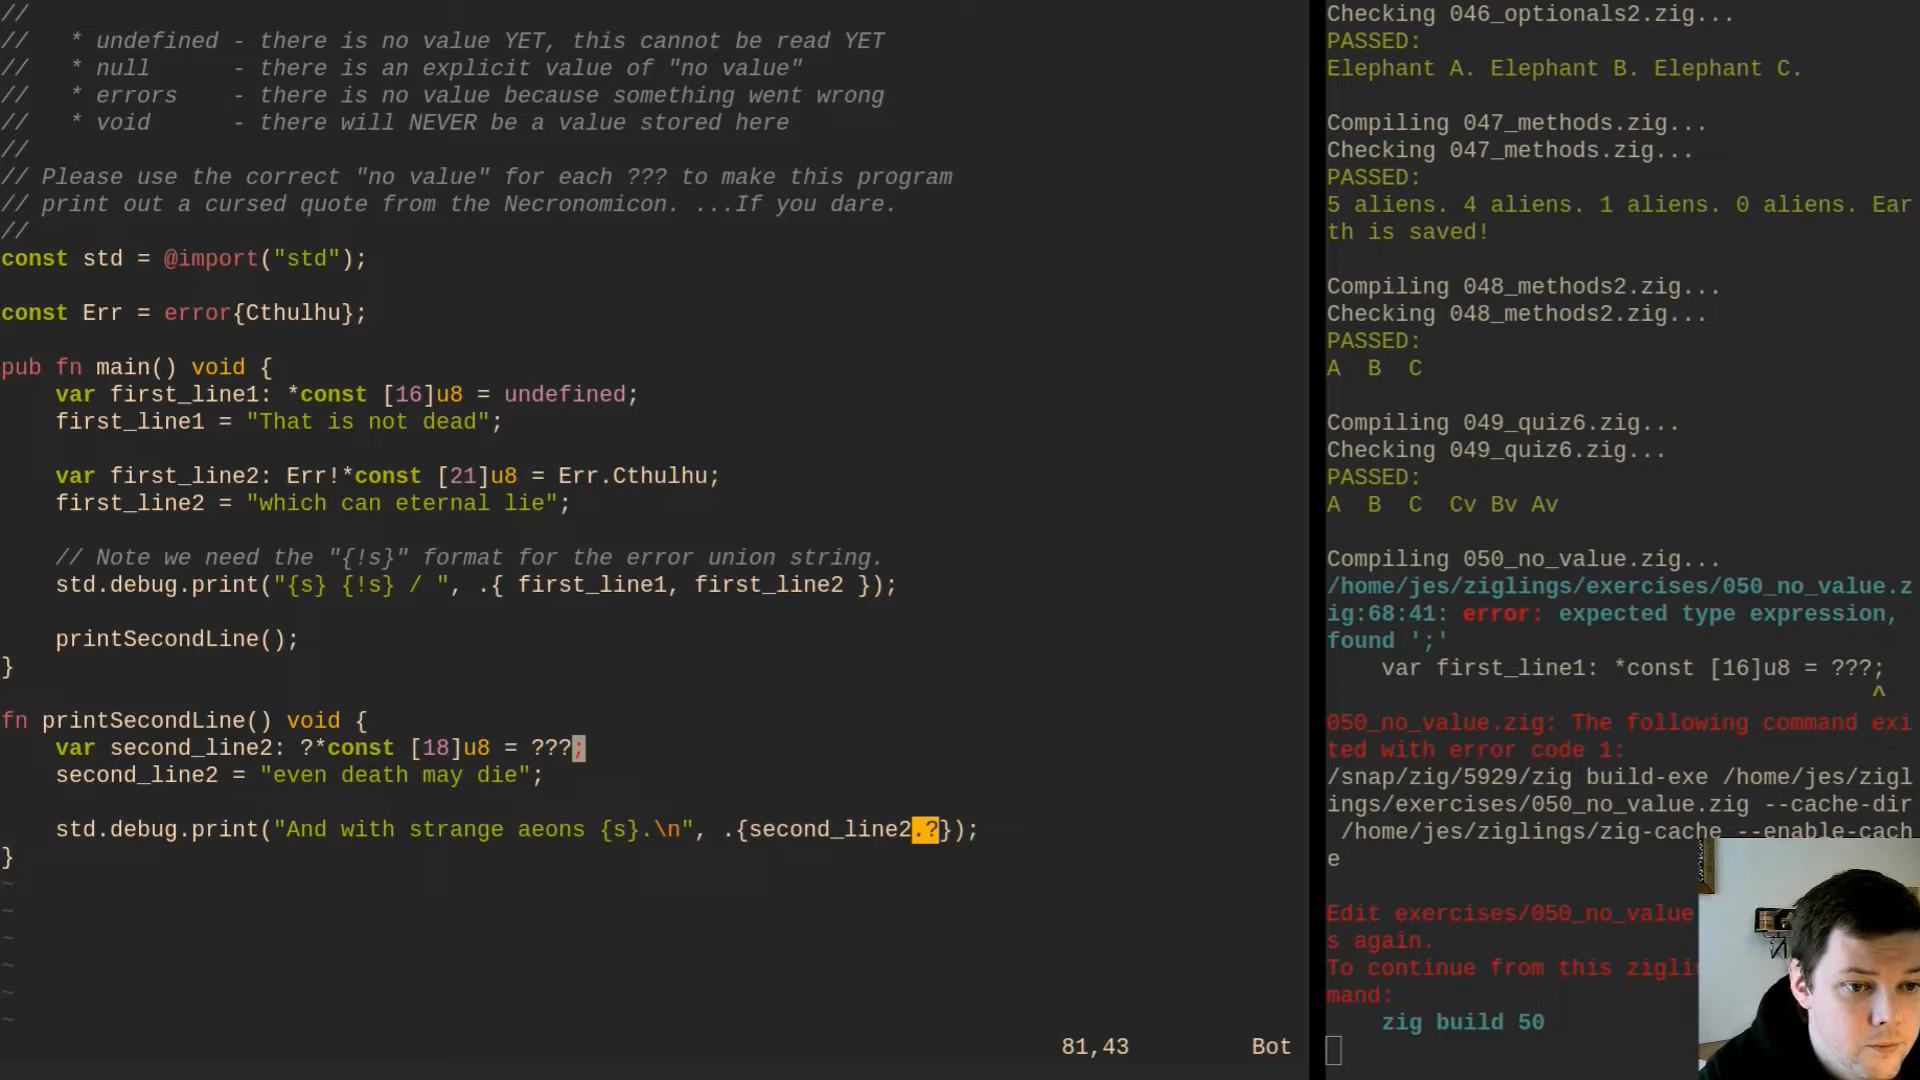 //
//   * undefined - there is no value YET, this cannot be read YET
//   * null      - there is an explicit value of "no value"
//   * errors    - there is no value because something went wrong
//   * void      - there will NEVER be a value stored here
//
// Please use the correct "no value" for each ??? to make this program
// print out a cursed quote from the Necronomicon. ...If you dare.
//
const std = @import("std");

const Err = error{Cthulhu};

pub fn main() void {
    var first_line1: *const [16]u8 = undefined;
    first_line1 = "That is not dead";

    var first_line2: Err!*const [21]u8 = Err.Cthulhu;
    first_line2 = "which can eternal lie";

    // Note we need the "{!s}" format for the error union string.
    std.debug.print("{s} {!s} / ", .{ first_line1, first_line2 });

    printSecondLine();
}

fn printSecondLine() void {
    var second_line2: ?*const [18]u8 = ???;
    second_line2 = "even death may die";

    std.debug.print("And with strange aeons {s}.\n", .{second_line2.?});
}
~
~
~
~
~
~
81,43 Bot
Checking 046_optionals2.zig...
PASSED:
Elephant A. Elephant B. Elephant C.

Compiling 047_methods.zig...
Checking 047_methods.zig...
PASSED:
5 aliens. 4 aliens. 1 aliens. 0 aliens. Ear
th is saved!

Compiling 048_methods2.zig...
Checking 048_methods2.zig...
PASSED:
A  B  C

Compiling 049_quiz6.zig...
Checking 049_quiz6.zig...
PASSED:
A  B  C  Cv Bv Av

Compiling 050_no_value.zig...
/home/jes/ziglings/exercises/050_no_value.z
ig:68:41: error: expected type expression,
found ';'
    var first_line1: *const [16]u8 = ???;
^
050_no_value.zig: The following command exi
ted with error code 1:
/snap/zig/5929/zig build-exe /home/jes/zigl
ings/exercises/050_no_value.zig --cache-dir
 /home/jes/ziglings/zig-cache --enable-cach
e

Edit exercises/050_no_value
s again.
To continue from this zigli
mand:
    zig build 50